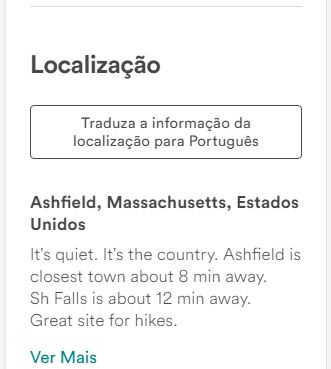 Localização
Traduza a informação da
localização para Português
Ashfield, Massachusetts, Estados
Unidos
It's quiet. It's the country. Ashfield is
closest town about 8 min away.
Sh Falls is about 12 min away.
Great site for hikes.
Ver Mais